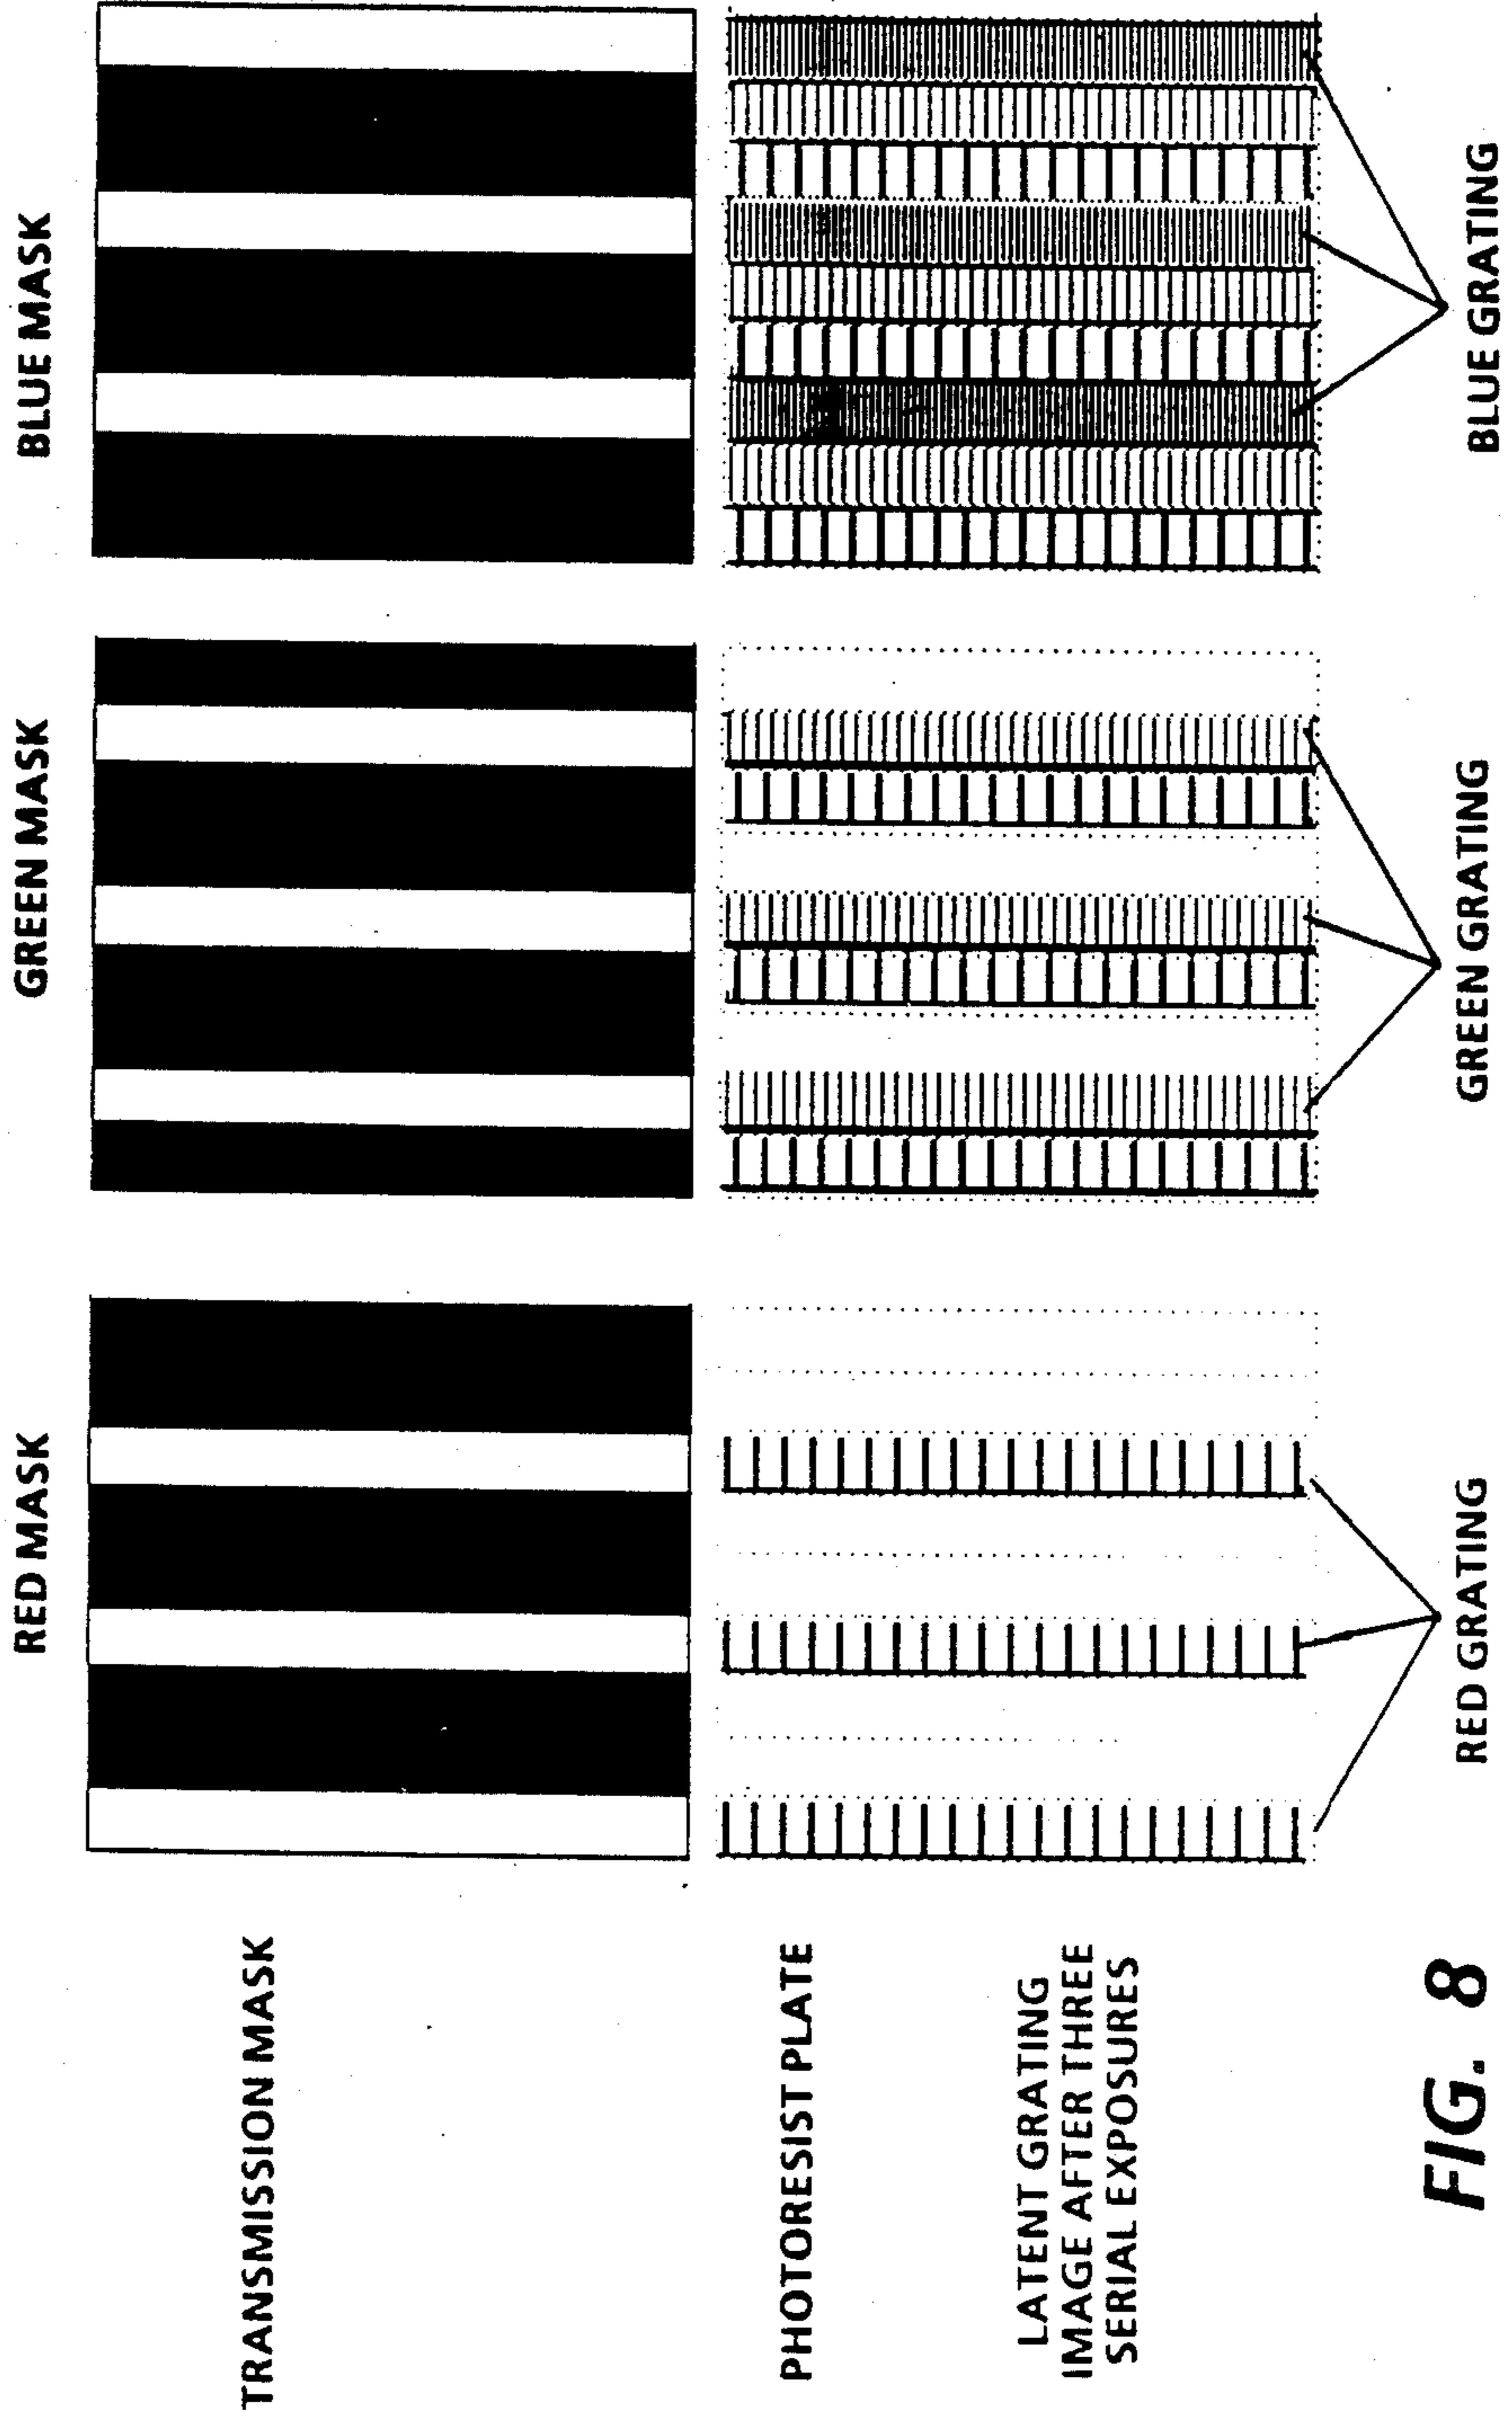 RED MASK
GREEN MASK
BLUE MASK
TRANSMISSION MASK
PHOTORESIST PLATE
LATENT GRATING
IMAGE AFTER THREE
SERIAL EXPOSURES
RED GRATING
GREEN GRATING
BLUE GRATING
FIG. 8